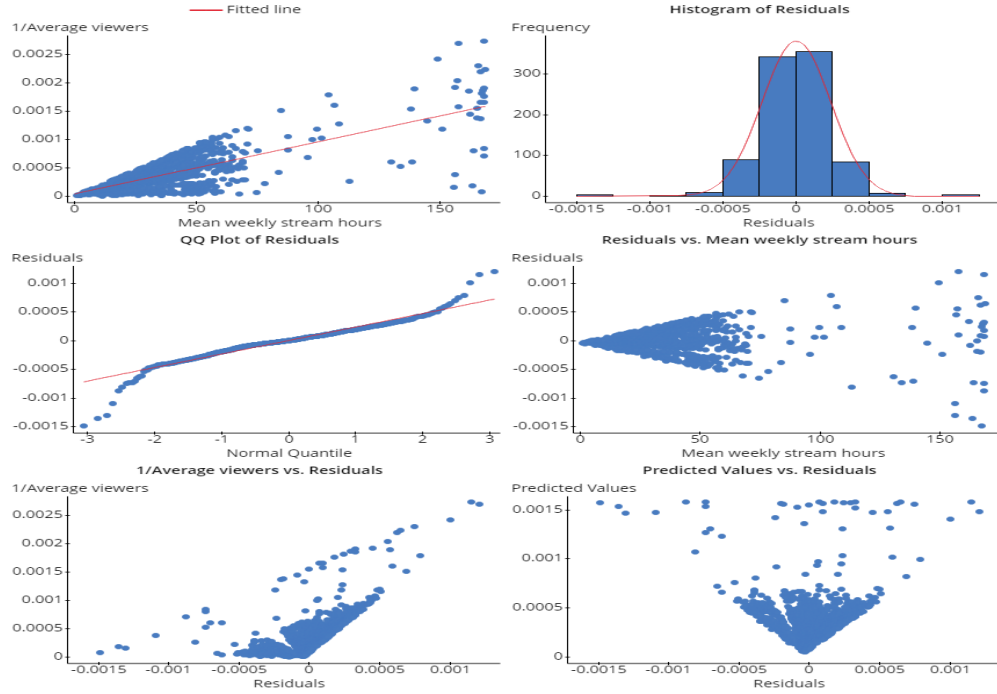 Fitted line
1/Average viewers
0.0025
0.002
0.0015
0.001
0.0005
0
0 50 100 150
Mean weekly stream hours
Histogram of Residuals
Frequency
300
200
100
0
-0.0015 -0.001 -0.0005 0 0.0005 0.001
Residuals
QQ Plot of Residuals
Residuals
0.001
0.0005
0
-0.0005
-0.001
-0.0015
-3 -2 -1 0 1 2 3
Normal Quantile
Residuals vs. Mean weekly stream hours
Residuals
0.001
0.0005
0
-0.0005
-0.001
-0.0015
0 50 100 150
Mean weekly stream hours
1/Average viewers vs. Residuals
1/Average viewers
0.0025
0.002
0.0015
0.001
0.0005
0
-0.0015 -0.001 -0.0005 0 0.0005 0.001
Residuals
Predicted Values vs. Residuals
Predicted Values
0.0015
0.001
0.0005
0
-0.0015 -0.001 -0.0005 0 0.0005 0.001
Residuals